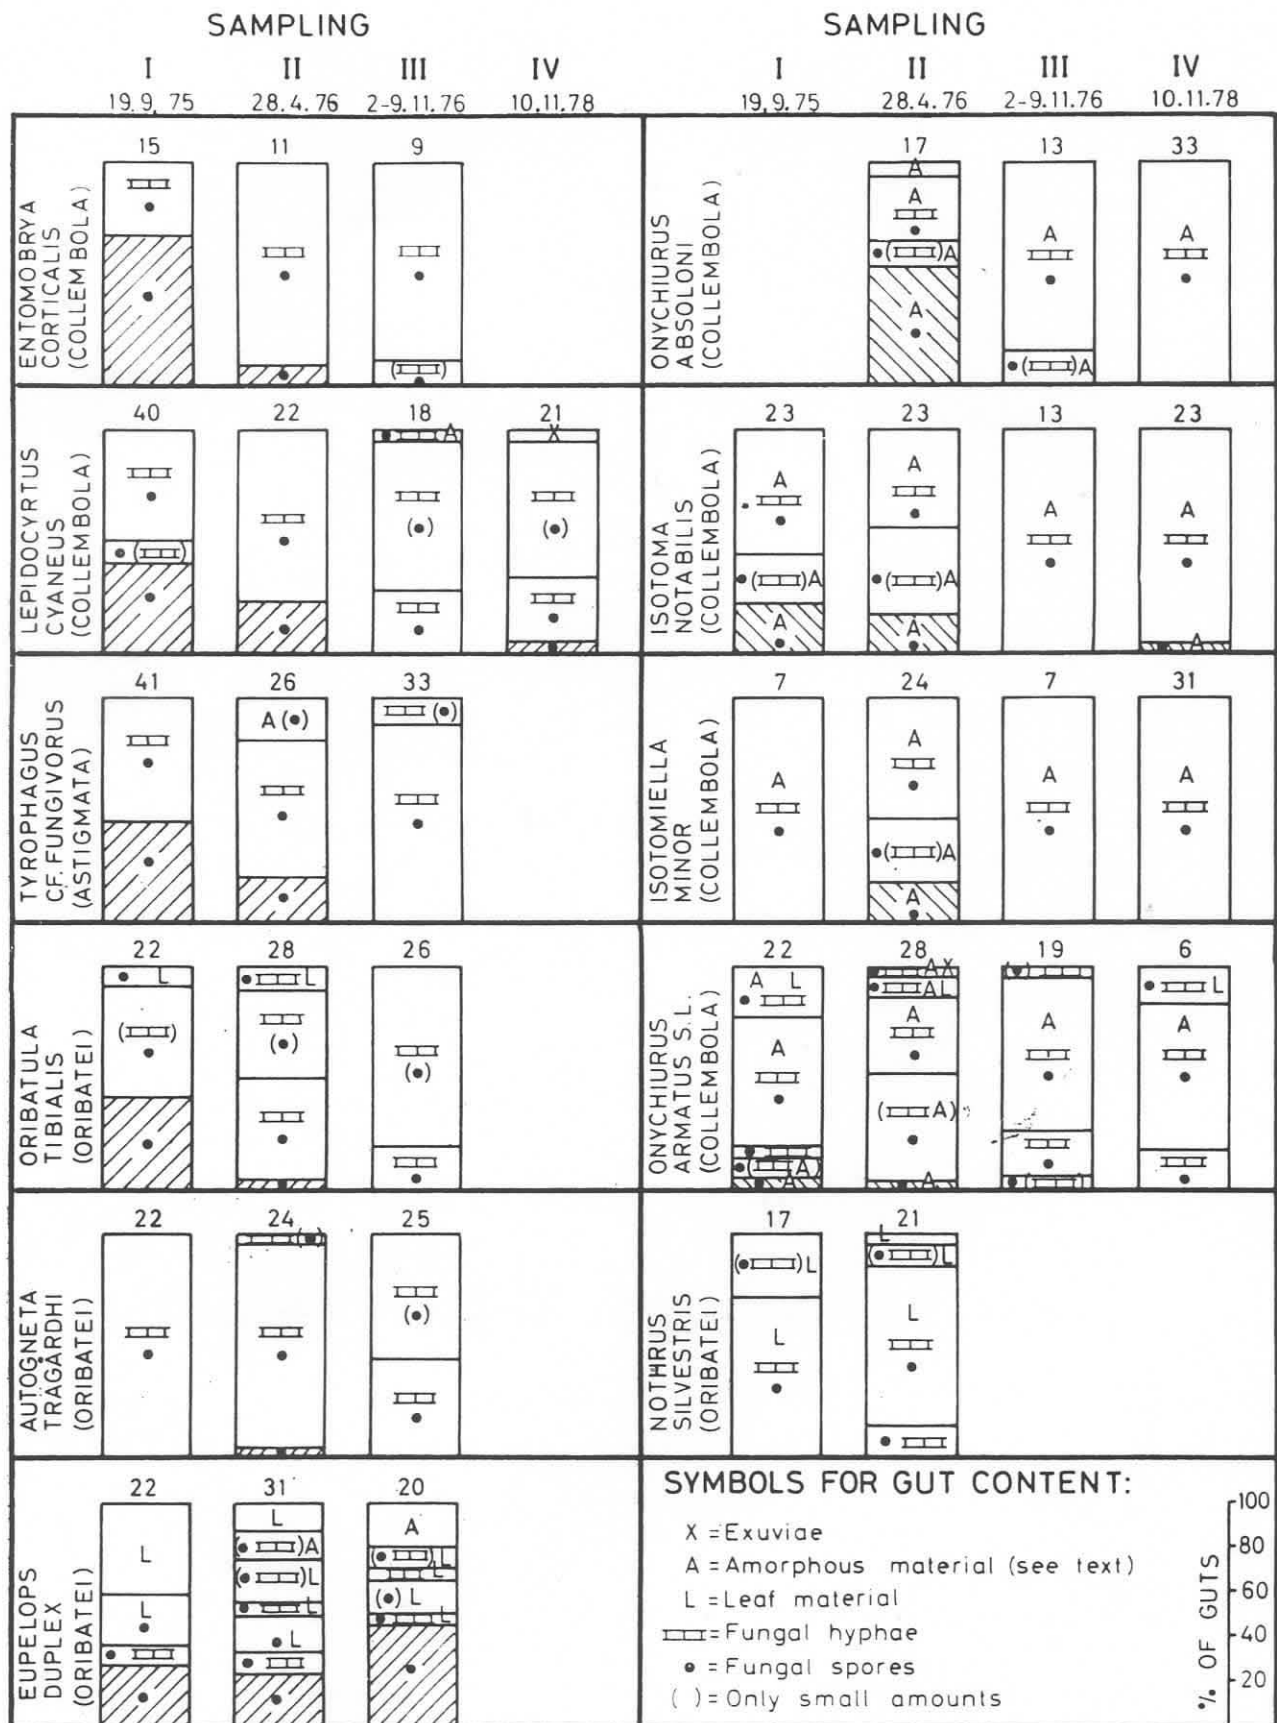 SAMPLING SAMPLING
I II III IV I II III IV
19.9.75 28.4.76 2-9.11.76 10.11.78 19.9.75 28.4.76 2-9.11.76 10.11.78
ENTOMOBRYA
CORTICALIS
(COLLEMBOLA)
15 11 9
( )
ONYCHIURUS
ABSOLONI
(COLLEMBOLA)
17 13 33
A
A A A
( )A
A ( )A
LEPIDOCYRTUS
CYANEUS
(COLLEMBOLA)
40 22 18 21
A X
( ) ( )
( )
ISOTOMA
NOTABILIS
(COLLEMBOLA)
23 23 13 23
A A A A
( )A ( )A
A A A
TYROPHAGUS
CF. FUNGIVORUS
(ASTIGMATA)
41 26 33
A ( ) ( )
ISOTOMIELLA
MINOR
(COLLEMBOLA)
7 24 7 31
A A A A
( )A
A
ORIBATULA
TIBIALIS
(ORIBATEI)
22 28 26
L L
( ) ( ) ( )
ONYCHIURUS
ARMATUS S.L.
(COLLEMBOLA)
22 28 19 6
A L AX ( ) L
AL
A A A A
( A)
( A)
A A ( )
AUTOGNETA
TRÄGÅRDHI
(ORIBATEI)
22 24 25
( )
( )
NOTHRUS
SILVESTRIS
(ORIBATEI)
17 21
( )L L
( )L
L L
EUPELOPS
DUPLEX
(ORIBATEI)
22 31 20
L L A
( )A ( )L
( )L L
L L ( )L
L L
SYMBOLS FOR GUT CONTENT:
X = Exuviae
A = Amorphous material (see text)
L = Leaf material
= Fungal hyphae
• = Fungal spores
( ) = Only small amounts
% OF GUTS
100
80
60
40
20